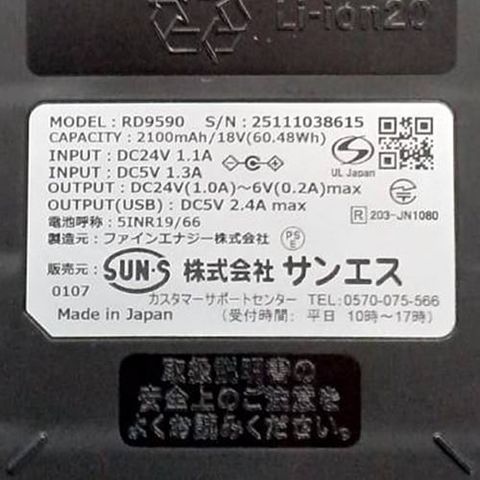 Li-ion20
MODEL : RD9590 S/N : 25111038615
CAPACITY : 2100mAh/18V(60.48Wh)
INPUT : DC24V 1.1A
INPUT : DC5V 1.3A
OUTPUT : DC24V(1.0A)～6V(0.2A)max
OUTPUT(USB) : DC5V 2.4A max
UL Japan
R 203-JN1080
電池呼称 : 5INR19/66
製造元 : ファインエナジー株式会社 PSE
販売元 : SUN・S 株式会社 サンエス
0107
カスタマーサポートセンター TEL:0570-075-566
Made in Japan (受付時間: 平日 10時～17時)
取扱説明書の
安全上のご注意を
よくお読みください。